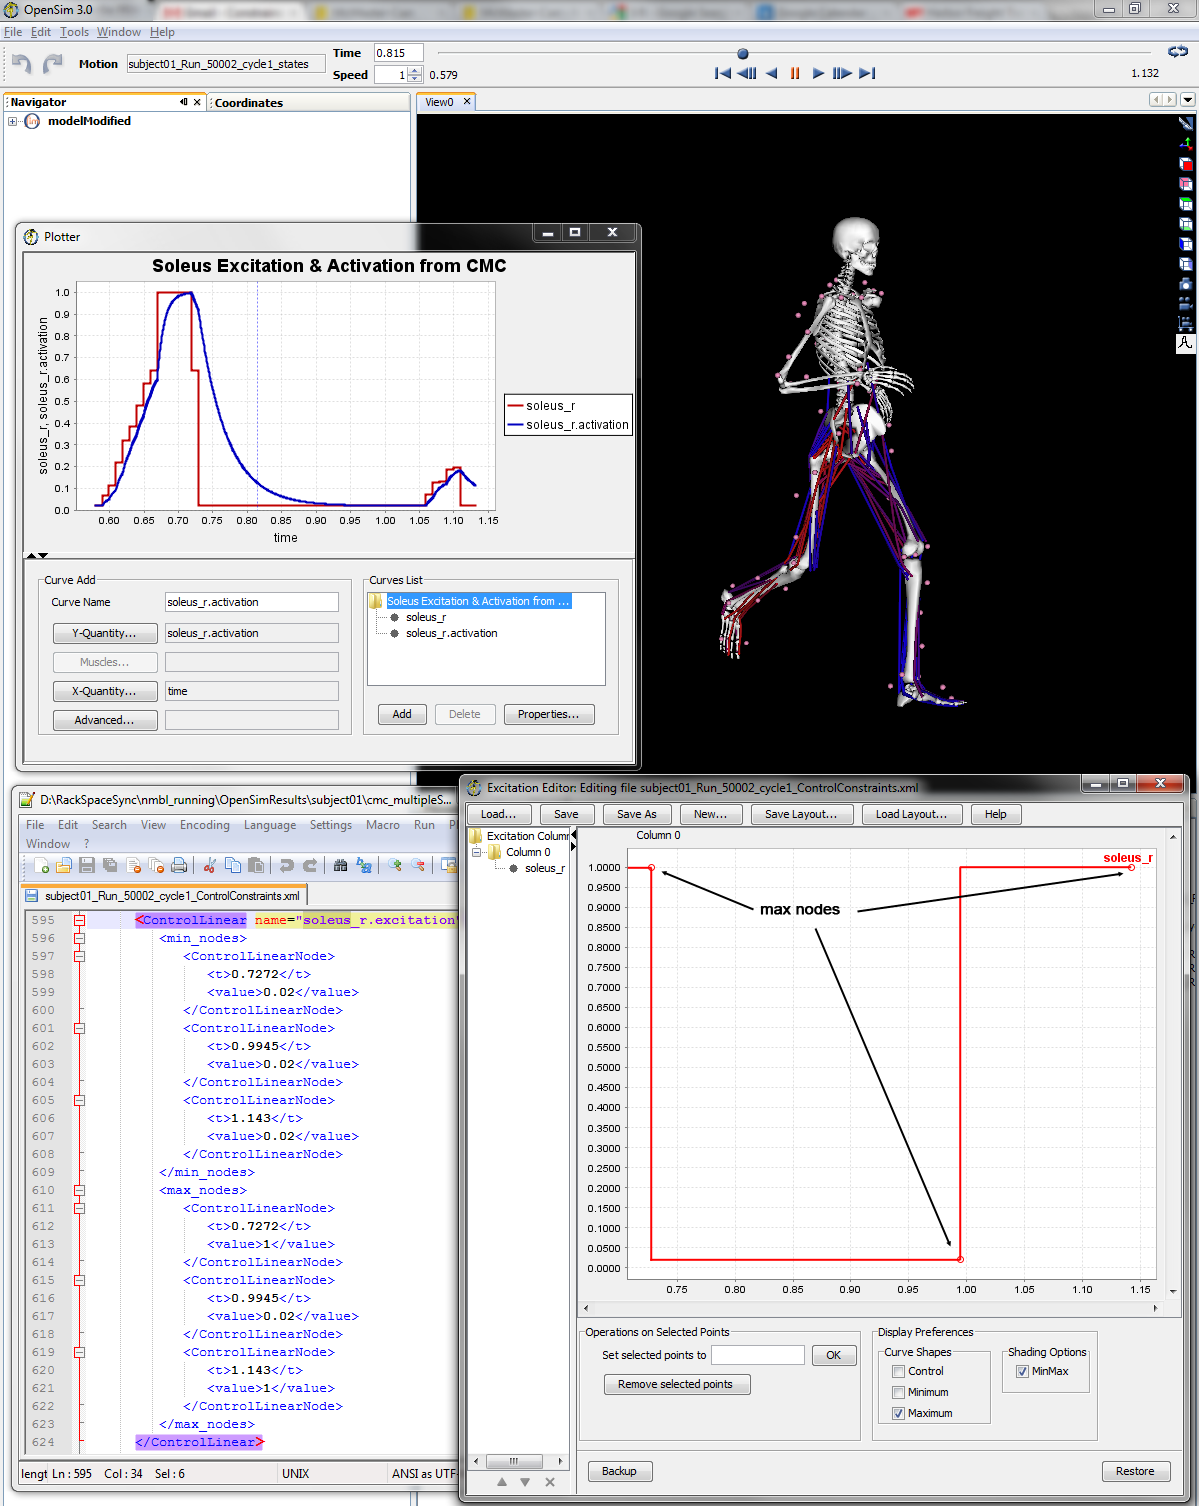 OpenSim 3.0
File Edit Tools Window Help
Motion subject01_Run_50002_cycle1_states
Time 0.815
Speed 1 0.579
1.132
Navigator
Coordinates
View0
modelModified
Plotter
Soleus Excitation & Activation from CMC
soleus_r, soleus_r.activation
1.0
0.9
0.8
0.7
0.6
0.5
0.4
0.3
0.2
0.1
0.0
0.60 0.65 0.70 0.75 0.80 0.85 0.90 0.95 1.00 1.05 1.10 1.15
time
soleus_r
soleus_r.activation
Curve Add
Curve Name soleus_r.activation
Y-Quantity... soleus_r.activation
Muscles...
X-Quantity... time
Advanced...
Curves List
Soleus Excitation & Activation from ...
soleus_r
soleus_r.activation
Add Delete Properties...
D:\RackSpaceSync\nmbl_running\OpenSimResults\subject01\cmc_multipleS...
File Edit Search View Encoding Language Settings Macro Run
Window ?
subject01_Run_50002_cycle1_ControlConstraints.xml
595 <ControlLinear name="soleus_r.excitation"
596 <min_nodes>
597 <ControlLinearNode>
598 <t>0.7272</t>
599 <value>0.02</value>
600 </ControlLinearNode>
601 <ControlLinearNode>
602 <t>0.9945</t>
603 <value>0.02</value>
604 </ControlLinearNode>
605 <ControlLinearNode>
606 <t>1.143</t>
607 <value>0.02</value>
608 </ControlLinearNode>
609 </min_nodes>
610 <max_nodes>
611 <ControlLinearNode>
612 <t>0.7272</t>
613 <value>1</value>
614 </ControlLinearNode>
615 <ControlLinearNode>
616 <t>0.9945</t>
617 <value>0.02</value>
618 </ControlLinearNode>
619 <ControlLinearNode>
620 <t>1.143</t>
621 <value>1</value>
622 </ControlLinearNode>
623 </max_nodes>
624 </ControlLinear>
lengt Ln : 595 Col : 34 Sel : 6 UNIX ANSI as UTF-
Excitation Editor: Editing file subject01_Run_50002_cycle1_ControlConstraints.xml
Load... Save Save As New... Save Layout... Load Layout... Help
Excitation Colum
Column 0
soleus_r
Column 0
soleus_r
max nodes
1.0000
0.9500
0.9000
0.8500
0.8000
0.7500
0.7000
0.6500
0.6000
0.5500
0.5000
0.4500
0.4000
0.3500
0.3000
0.2500
0.2000
0.1500
0.1000
0.0500
0.0000
0.75 0.80 0.85 0.90 0.95 1.00 1.05 1.10 1.15
Operations on Selected Points
Set selected points to OK
Remove selected points
Display Preferences
Curve Shapes
Control
Minimum
Maximum
Shading Options
MinMax
Backup Restore